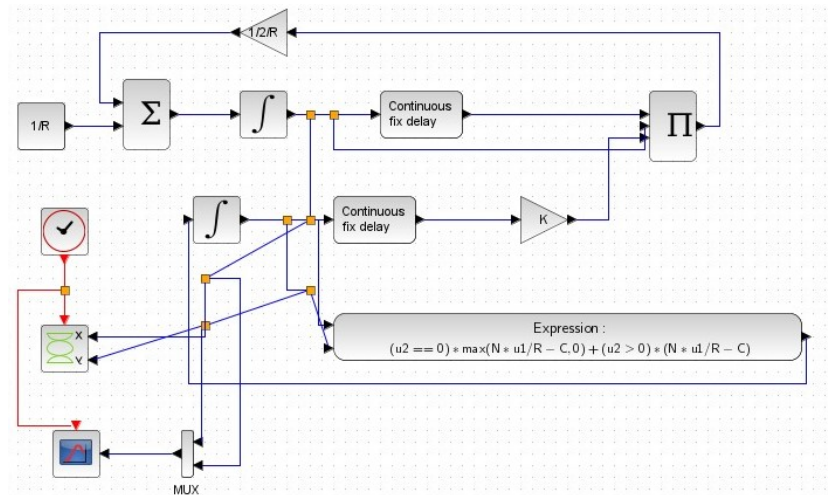 1/2/R
1/R
Σ
∫
Continuous
fix delay
Π
∫
Continuous
fix delay
K
X
Y
Expression :
(u2 == 0) * max(N * u1/R − C, 0) + (u2 > 0) * (N * u1/R − C)
MUX